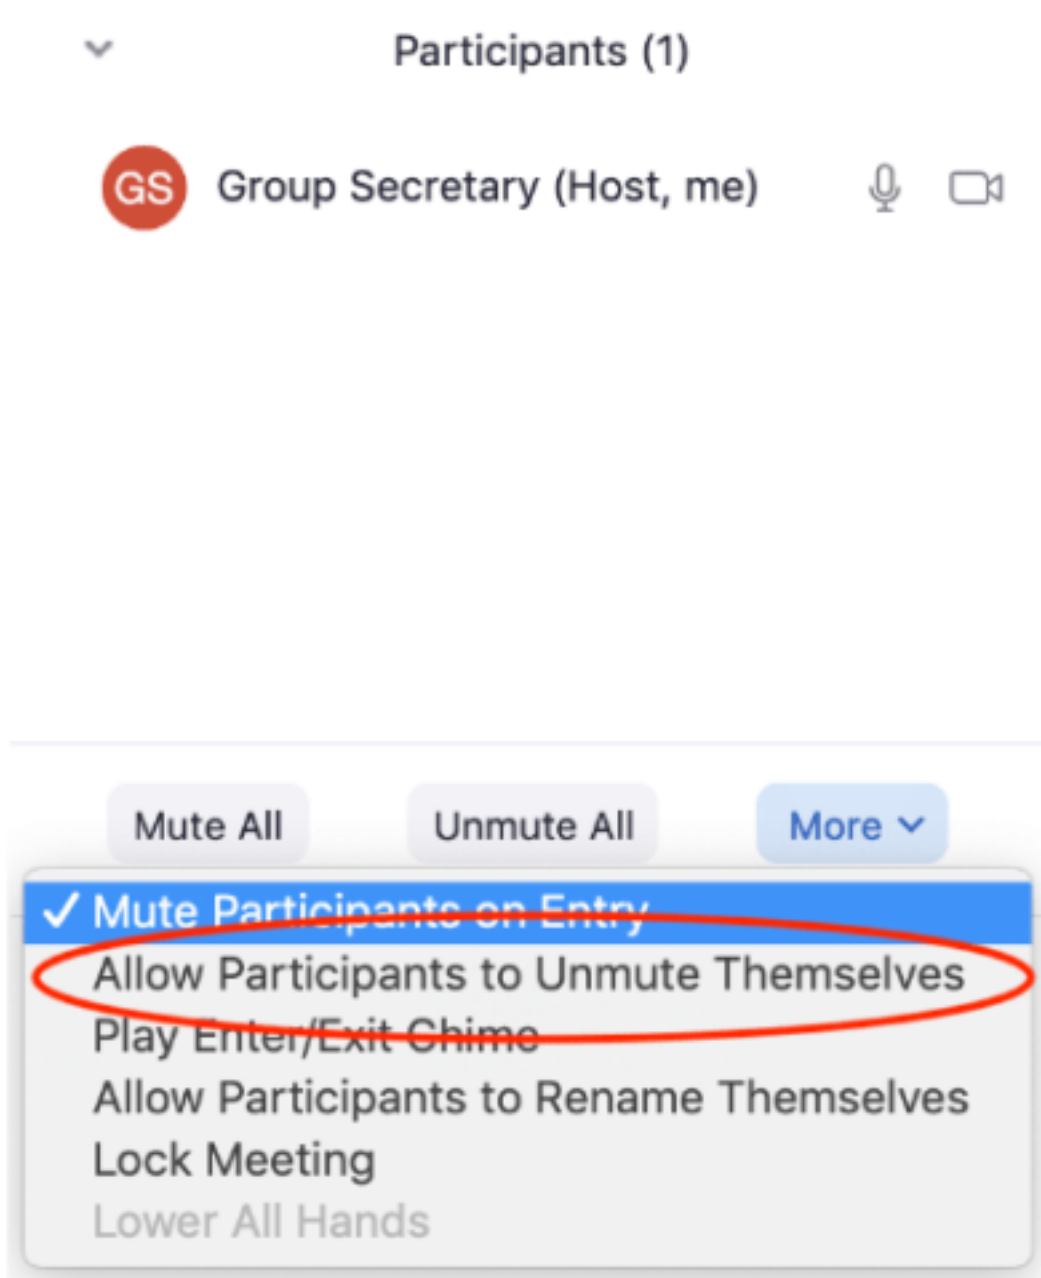 Participants (1)
GS Group Secretary (Host, me)
Mute All Unmute All More
Mute Participants on Entry
Allow Participants to Unmute Themselves
Play Enter/Exit Chime
Allow Participants to Rename Themselves
Lock Meeting
Lower All Hands